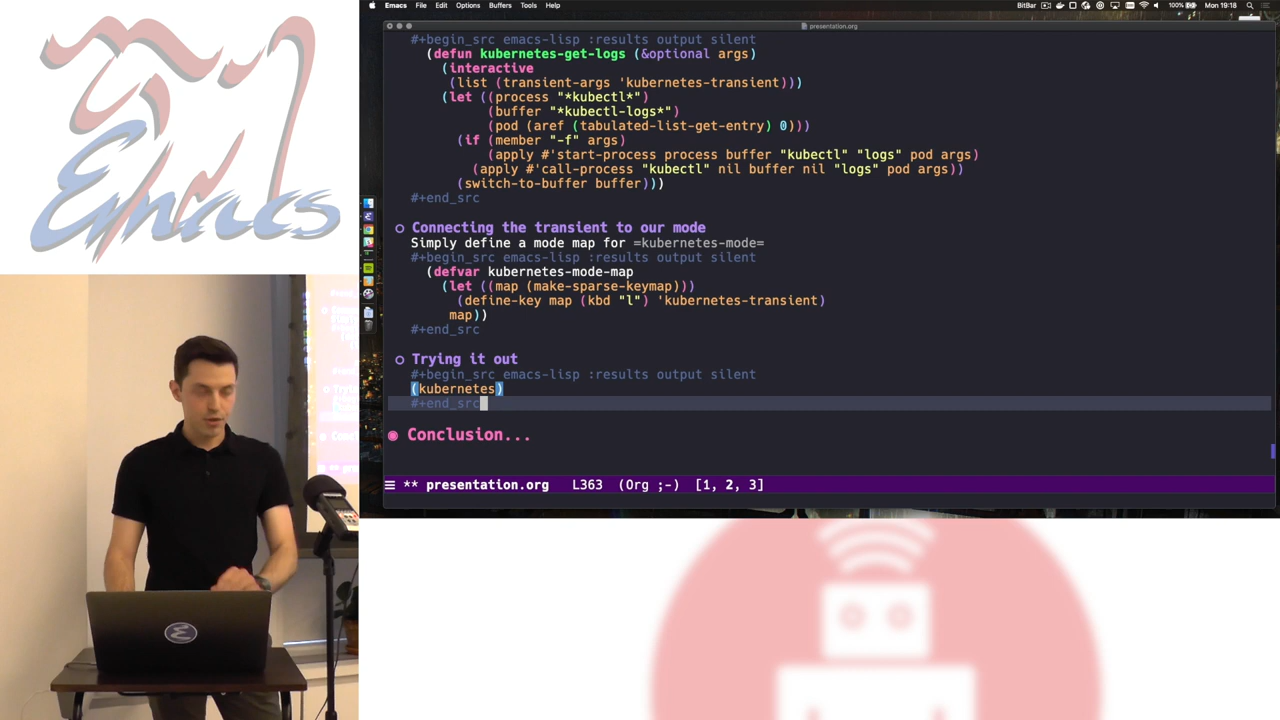 Emacs
Emacs File Edit Options Buffers Tools Help
BitBar
100%
Mon 19:18
presentation.org
#+begin_src emacs-lisp :results output silent
(defun kubernetes-get-logs (&optional args)
(interactive
(list (transient-args 'kubernetes-transient)))
(let ((process "*kubectl*")
(buffer "*kubectl-logs*")
(pod (aref (tabulated-list-get-entry) 0)))
(if (member "-f" args)
(apply #'start-process process buffer "kubectl" "logs" pod args)
(apply #'call-process "kubectl" nil buffer nil "logs" pod args))
(switch-to-buffer buffer)))
#+end_src
Connecting the transient to our mode
Simply define a mode map for =kubernetes-mode=
#+begin_src emacs-lisp :results output silent
(defvar kubernetes-mode-map
(let ((map (make-sparse-keymap)))
(define-key map (kbd "l") 'kubernetes-transient)
map))
#+end_src
Trying it out
#+begin_src emacs-lisp :results output silent
(kubernetes)
#+end_src
Conclusion...
** presentation.org L363 (Org ;-) [1, 2, 3]